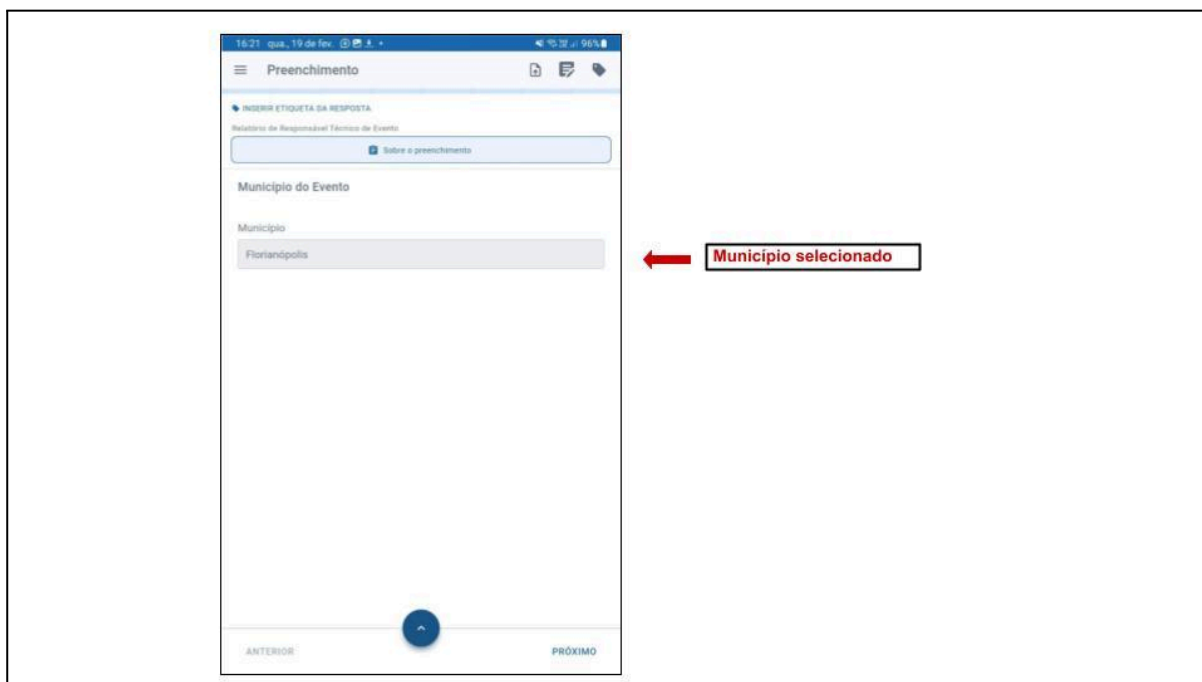 16:21 qua., 19 de fev. 96%
Preenchimento
INSERIR ETIQUETA DA RESPOSTA
Relatório de Responsável Técnico de Evento
Sobre o preenchimento
Município do Evento
Município
Florianópolis
Município selecionado
ANTERIOR PRÓXIMO